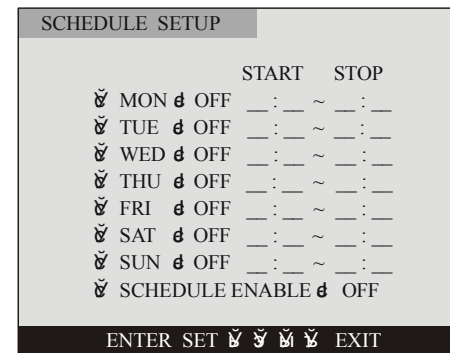 SCHEDULE SETUP
START STOP
MON OFF __ : __ ~ __ : __
TUE OFF __ : __ ~ __ : __
WED OFF __ : __ ~ __ : __
THU OFF __ : __ ~ __ : __
FRI OFF __ : __ ~ __ : __
SAT OFF __ : __ ~ __ : __
SUN OFF __ : __ ~ __ : __
SCHEDULE ENABLE OFF
ENTER SET EXIT